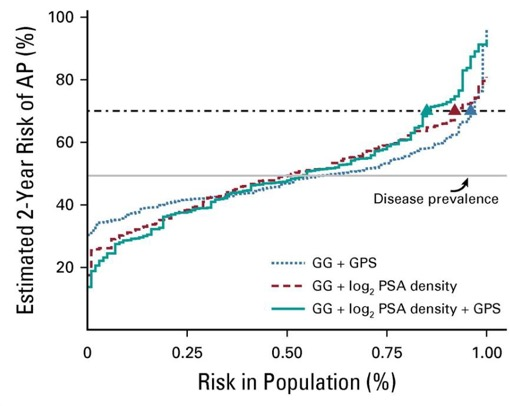 100
80
60
40
20
Estimated 2-Year Risk of AP (%)
Disease prevalence
GG + GPS
GG + log₂ PSA density
GG + log₂ PSA density + GPS
0
0.25
0.50
0.75
1.00
Risk in Population (%)